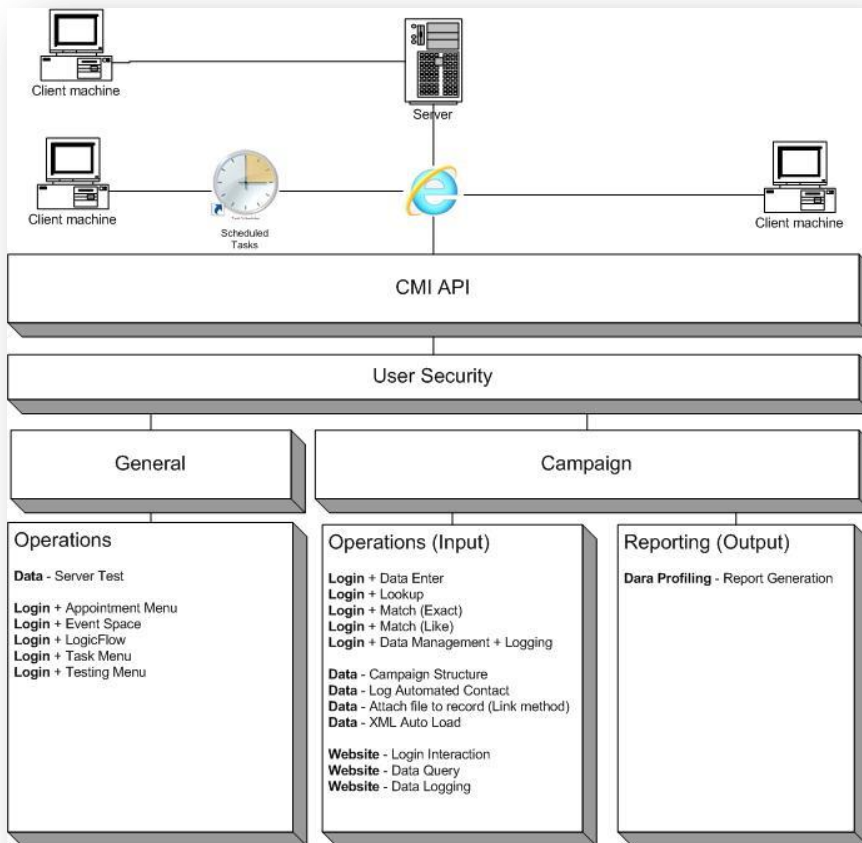 Client machine
Server
Client machine
Scheduled
Tasks
Client machine
CMI API
User Security
General
Campaign
Operations
Data - Server Test
Login + Appointment Menu
Login + Event Space
Login + LogicFlow
Login + Task Menu
Login + Testing Menu
Operations (Input)
Login + Data Enter
Login + Lookup
Login + Match (Exact)
Login + Match (Like)
Login + Data Management + Logging
Data - Campaign Structure
Data - Log Automated Contact
Data - Attach file to record (Link method)
Data - XML Auto Load
Website - Login Interaction
Website - Data Query
Website - Data Logging
Reporting (Output)
Dara Profiling - Report Generation